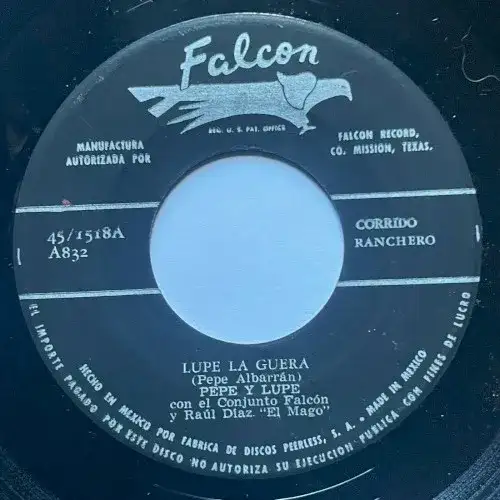 Falcon
REG. U. S. PAT. OFFICE
MANUFACTURA
AUTORIZADA POR
FALCON RECORD,
CO. MISSION, TEXAS.
45/1518A
A832
CORRIDO
RANCHERO
LUPE LA GUERA
(Pepe Albarrán)
PEPE Y LUPE
con el Conjunto Falcón
y Raúl Díaz "El Mago"
HECHO EN MEXICO POR FABRICA DE DISCOS PEERLESS, S. A. - MADE IN MEXICO
EL IMPORTE PAGADO POR ESTE DISCO NO AUTORIZA SU EJECUCION PUBLICA CON FINES DE LUCRO